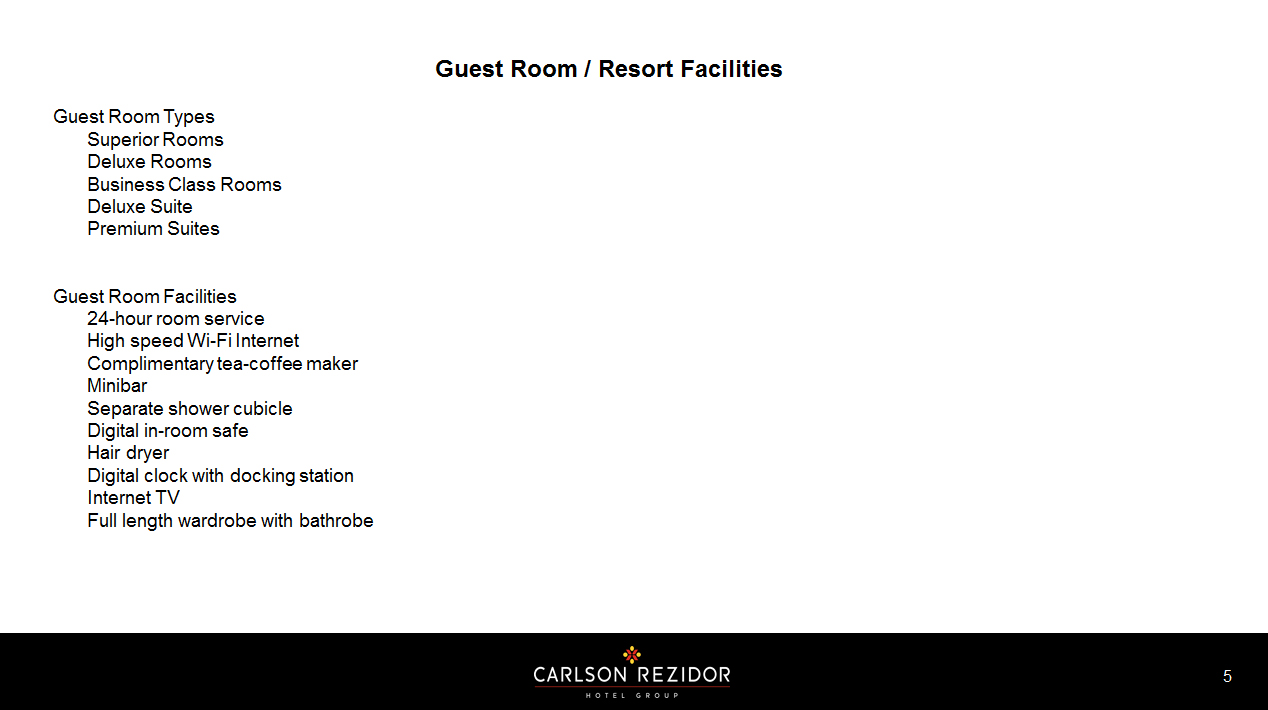 Guest Room / Resort Facilities
Guest Room Types
Superior Rooms
Deluxe Rooms
Business Class Rooms
Deluxe Suite
Premium Suites
Guest Room Facilities
24-hour room service
High speed Wi-Fi Internet
Complimentary tea-coffee maker
Minibar
Separate shower cubicle
Digital in-room safe
Hair dryer
Digital clock with docking station
Internet TV
Full length wardrobe with bathrobe
CARLSON REZIDOR
HOTEL GROUP
5